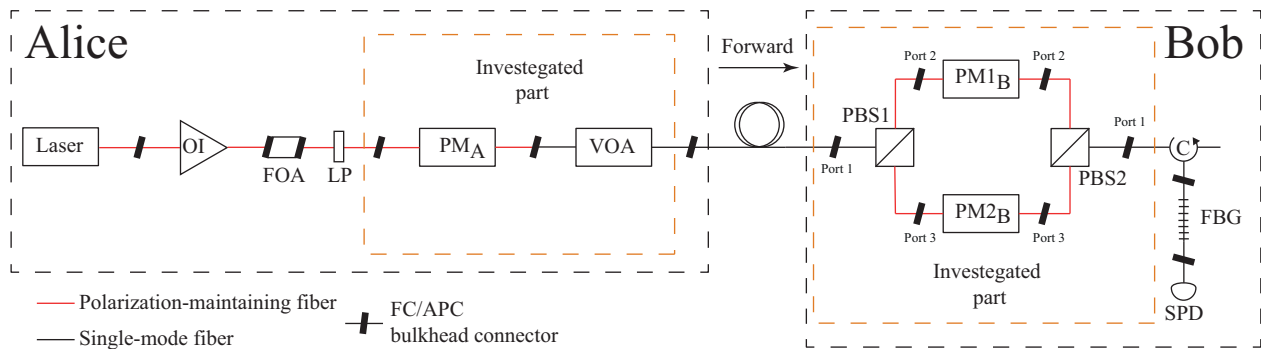 Alice
Investegated
part
Laser
OI
FOA
LP
PMA
VOA
Forward
Bob
Port 2
PM1B
Port 2
PBS1
Port 1
Port 1
PBS2
C
Port 3
PM2B
Port 3
FBG
Investegated
part
SPD
Polarization-maintaining fiber
Single-mode fiber
FC/APC
bulkhead connector